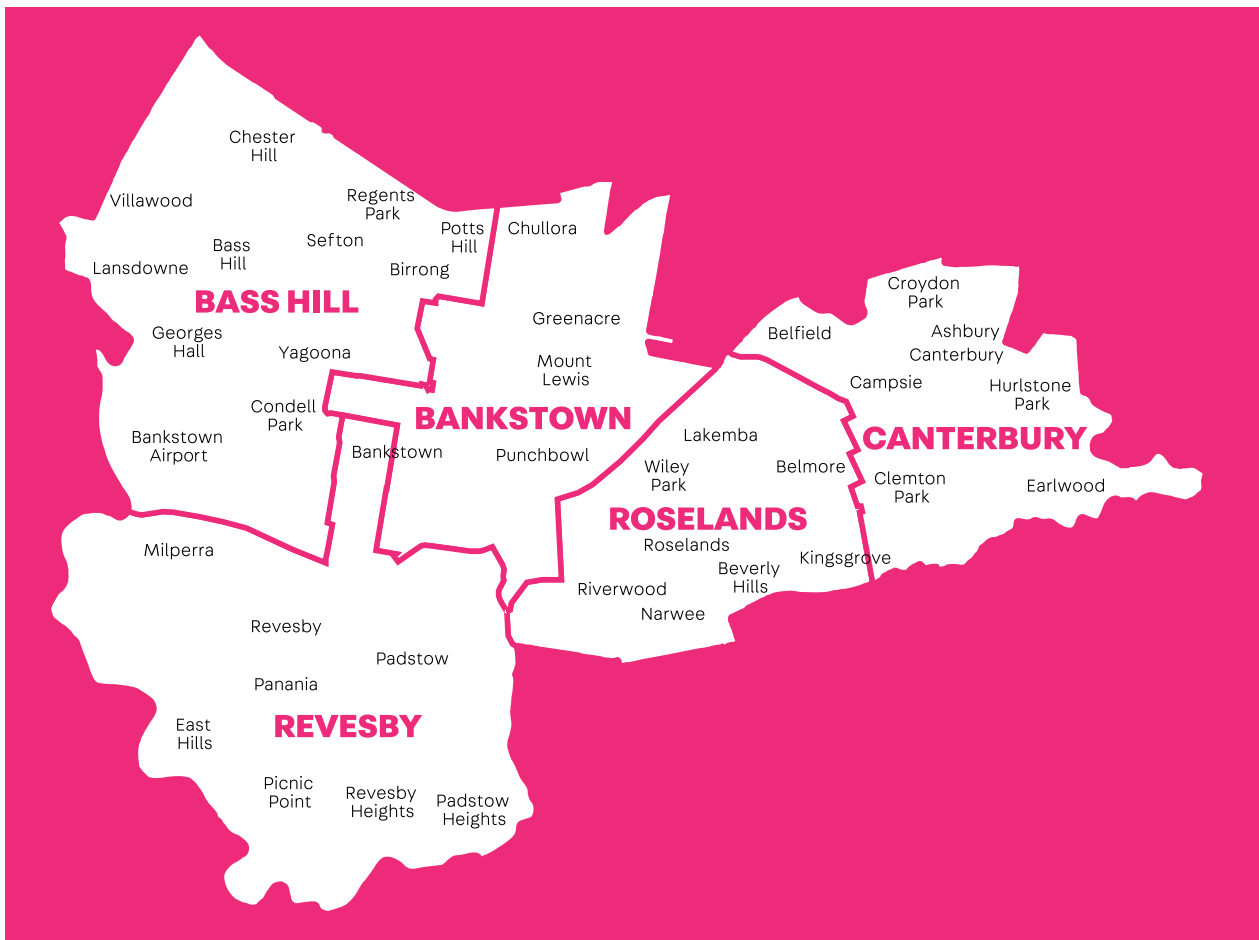 Chester
Hill
Villawood
Regents
Park
Potts
Hill
Sefton
Bass
Hill
Lansdowne
Birrong
BASS HILL
Georges
Hall
Yagoona
Condell
Park
Bankstown
Airport
Chullora
Greenacre
Mount
Lewis
BANKSTOWN
Bankstown
Punchbowl
Croydon
Park
Belfield
Ashbury
Canterbury
Campsie
Hurlstone
Park
CANTERBURY
Clemton
Park
Earlwood
Lakemba
Wiley
Park
Belmore
ROSELANDS
Roselands
Kingsgrove
Beverly
Hills
Riverwood
Narwee
Milperra
Revesby
Padstow
Panania
REVESBY
East
Hills
Picnic
Point
Revesby
Heights
Padstow
Heights